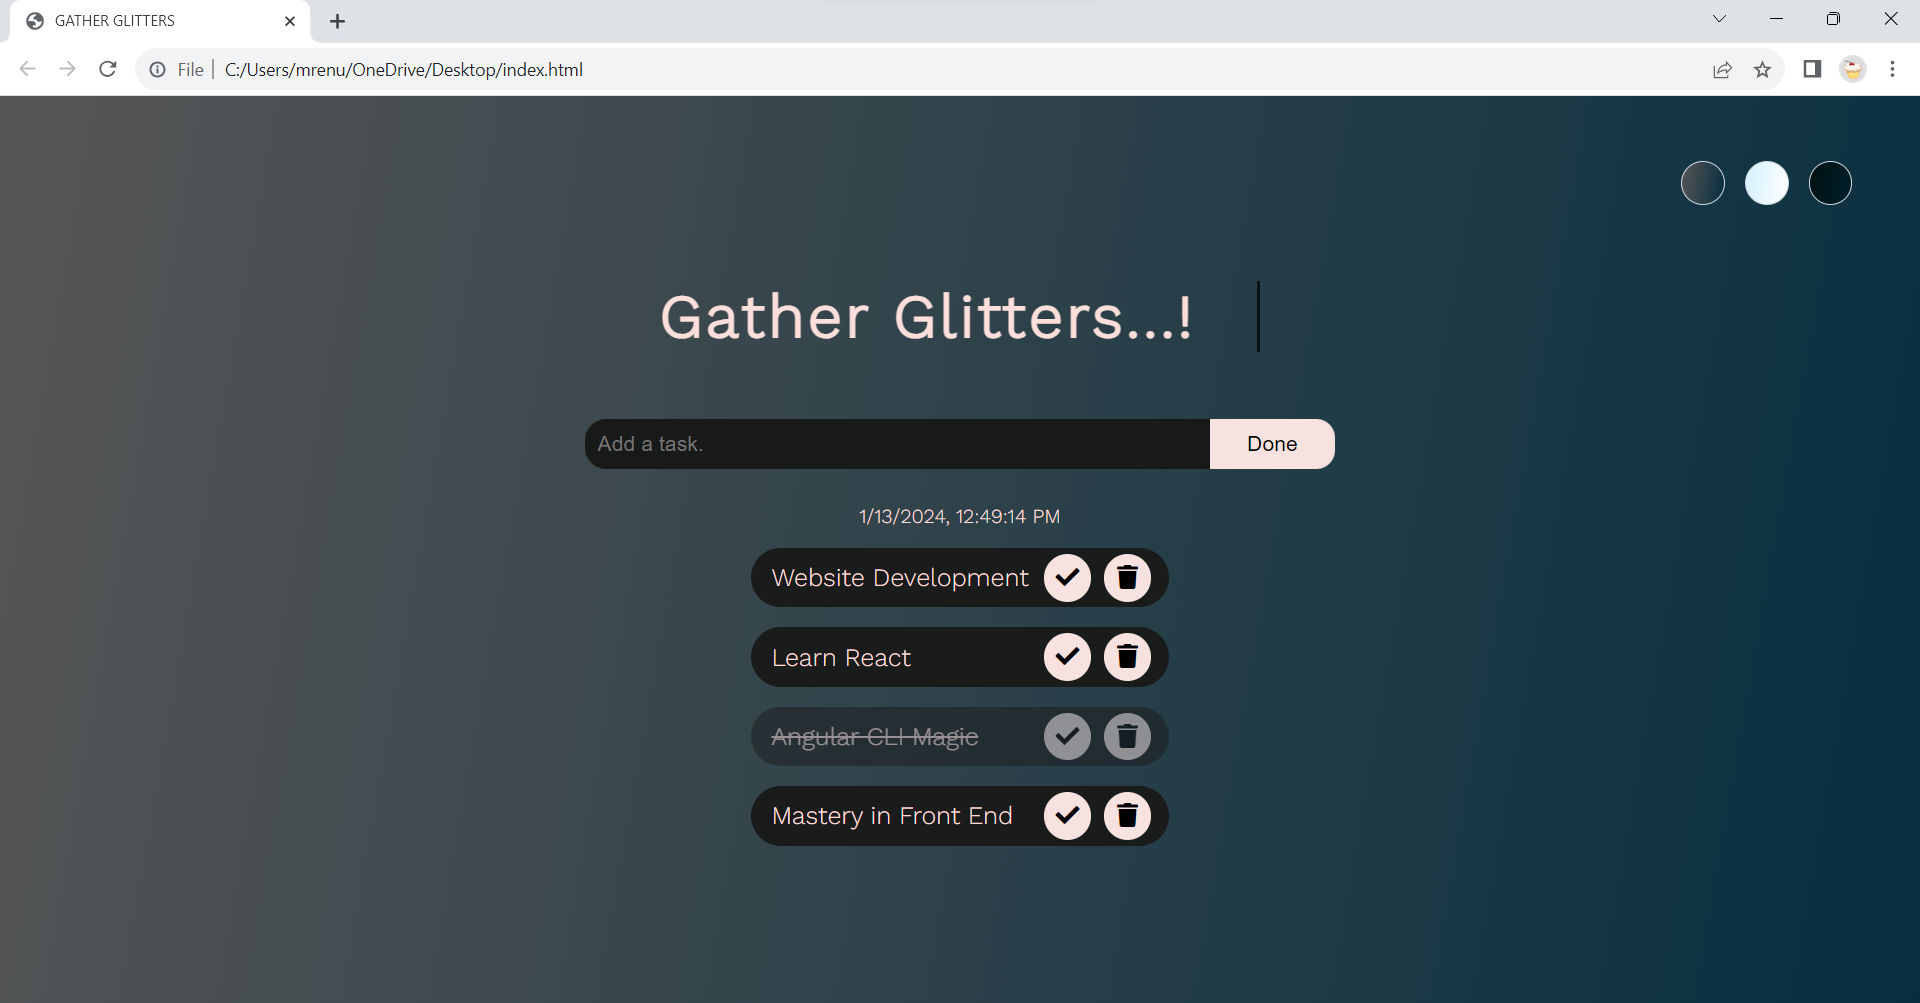 GATHER GLITTERS
File C:/Users/mrenu/OneDrive/Desktop/index.html
Gather Glitters...!
Add a task. Done
1/13/2024, 12:49:14 PM
Website Development
Learn React
Angular CLI Magic
Mastery in Front End